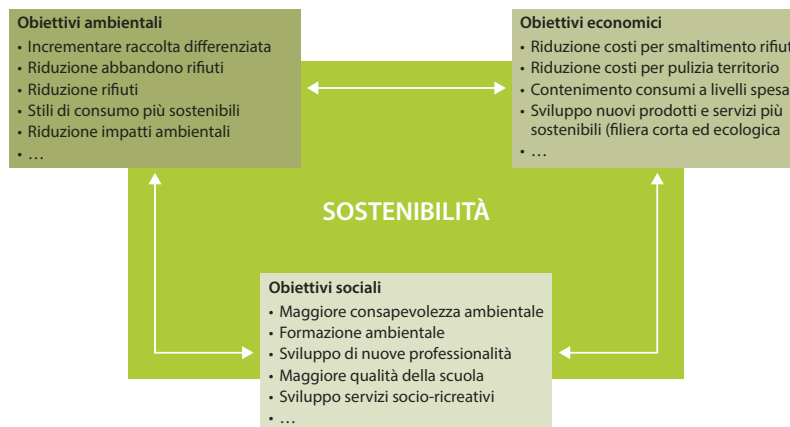 Obiettivi ambientali
• Incrementare raccolta differenziata
• Riduzione abbandono rifiuti
• Riduzione rifiuti
• Stili di consumo più sostenibili
• Riduzione impatti ambientali
• …
Obiettivi economici
• Riduzione costi per smaltimento rifiut
• Riduzione costi per pulizia territorio
• Contenimento consumi a livelli spesa
• Sviluppo nuovi prodotti e servizi più
sostenibili (filiera corta ed ecologica
• …
SOSTENIBILITÀ
Obiettivi sociali
• Maggiore consapevolezza ambientale
• Formazione ambientale
• Sviluppo di nuove professionalità
• Maggiore qualità della scuola
• Sviluppo servizi socio-ricreativi
• …